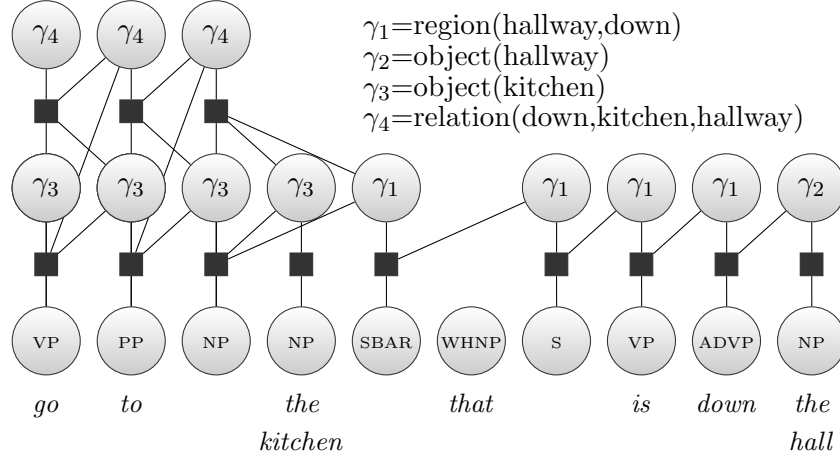 γ4 γ4 γ4
γ1=region(hallway,down)
γ2=object(hallway)
γ3=object(kitchen)
γ4=relation(down,kitchen,hallway)
γ3 γ3 γ3 γ3 γ1 γ1 γ1 γ1 γ2
VP PP NP NP SBAR WHNP S VP ADVP NP
go to the that is down the
kitchen hall